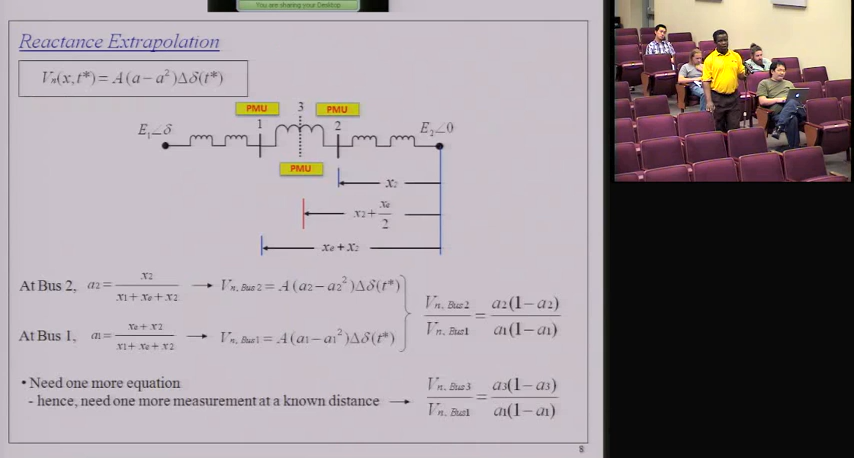 You are sharing your Desktop
Reactance Extrapolation
Vn(x,t*) = A(a−a²)Δδ(t*)
PMU 3 PMU
E1∠δ 1 2 E2∠0
PMU
x2
x2 + xe/2
xe + x2
At Bus 2, a2 = x2/(x1 + xe + x2) → Vn, Bus2 = A(a2−a2²)Δδ(t*)
Vn, Bus2/Vn, Bus1 = a2(1−a2)/a1(1−a1)
At Bus 1, a1 = (xe + x2)/(x1 + xe + x2) → Vn, Bus1 = A(a1−a1²)Δδ(t*)
• Need one more equation
- hence, need one more measurement at a known distance → Vn, Bus3/Vn, Bus1 = a3(1−a3)/a1(1−a1)
8